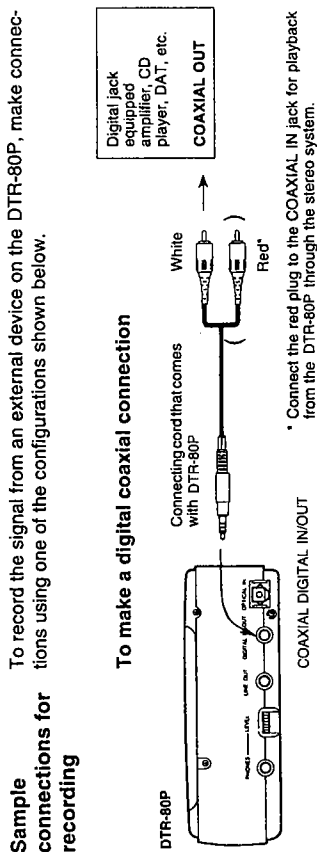 Sample
connections for
recording
To record the signal from an external device on the DTR-80P, make connec-
tions using one of the configurations shown below.
To make a digital coaxial connection
DTR-80P
PHONES
LEVEL
LINE OUT
DIGITAL IN/OUT
OPTICAL IN
COAXIAL DIGITAL IN/OUT
Connecting cord that comes
with DTR-80P
White
Red*
Digital jack
equipped
amplifier, CD
player, DAT, etc.
COAXIAL OUT
* Connect the red plug to the COAXIAL IN jack for playback
from the DTR-80P through the stereo system.